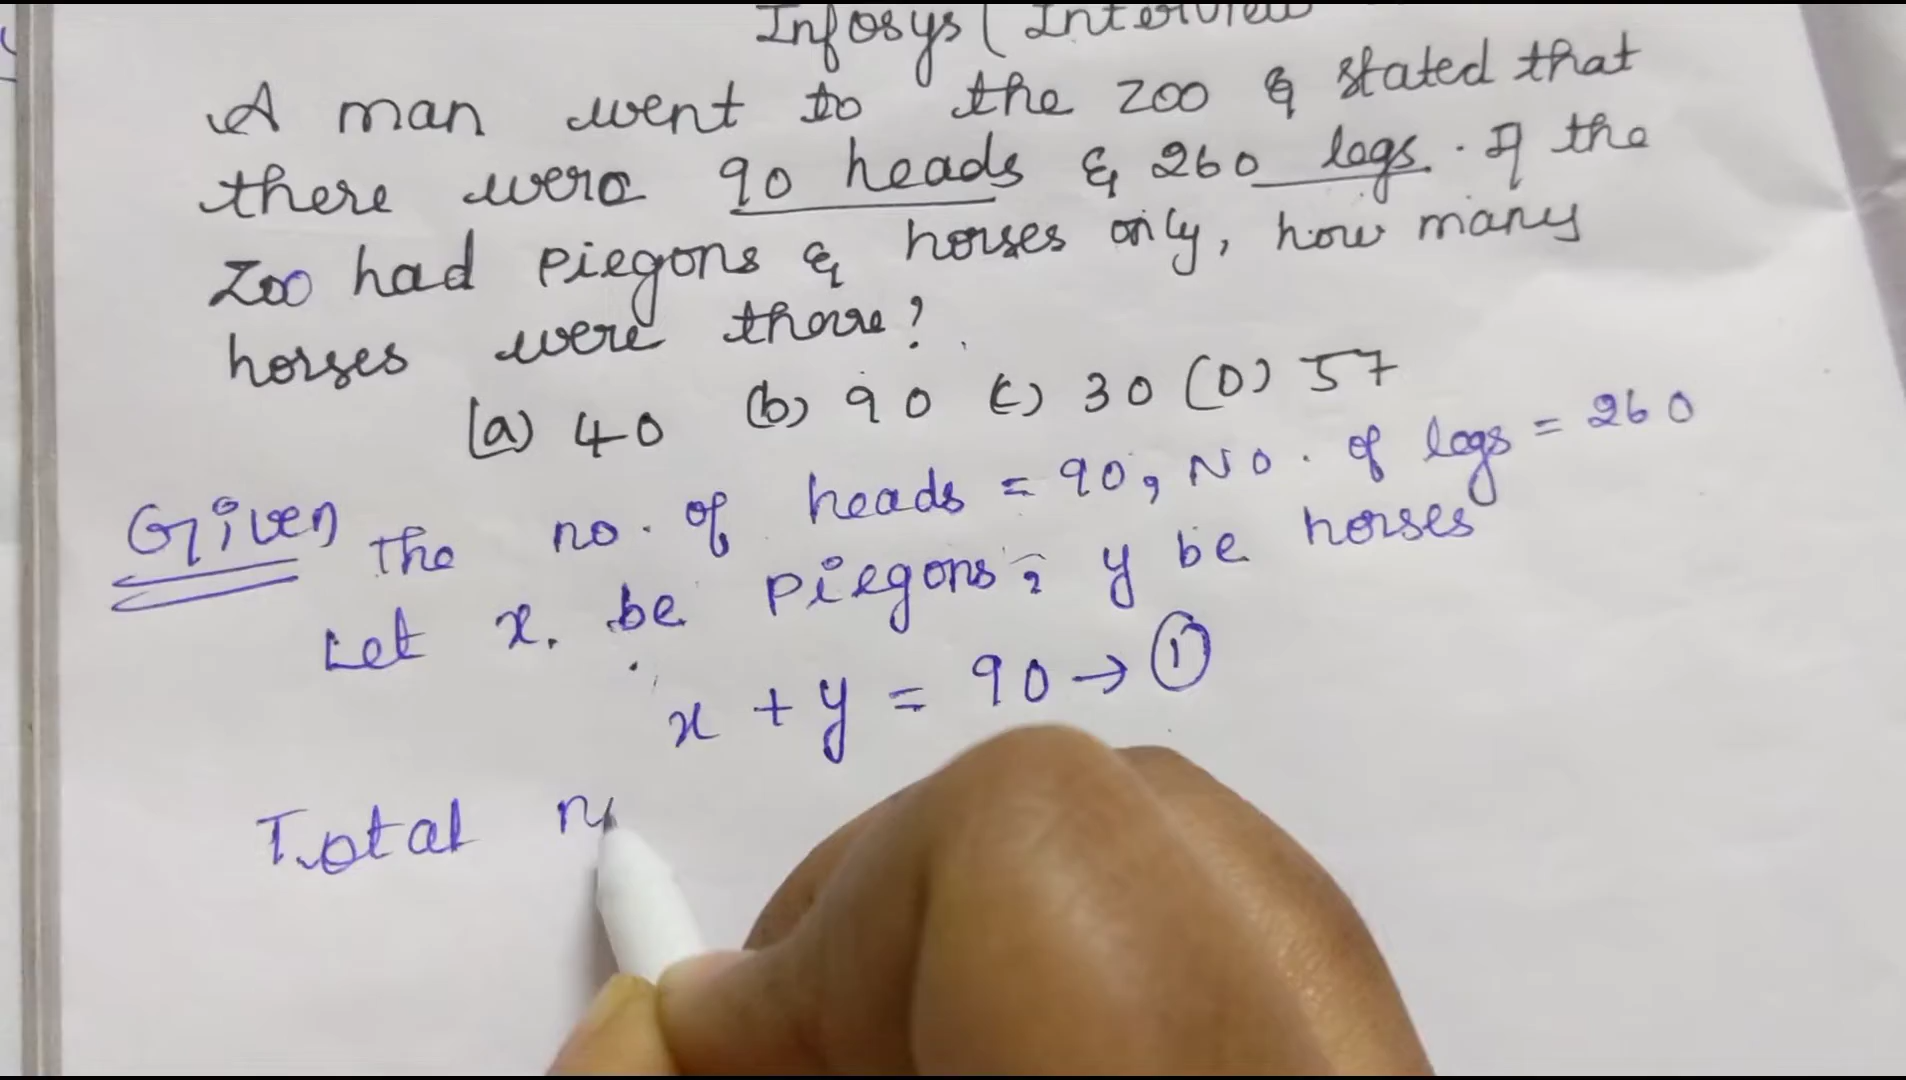 Infosys (Interview
A man went to the zoo & stated that
there were 90 heads & 260 legs. If the
Zoo had piegons & horses only, how many
horses were there?
(a) 40 (b) 90 (c) 30 (D) 57
Given the no. of heads = 90, No. of legs = 260
Let x. be piegons, y be horses
x + y = 90 → ①
Total n